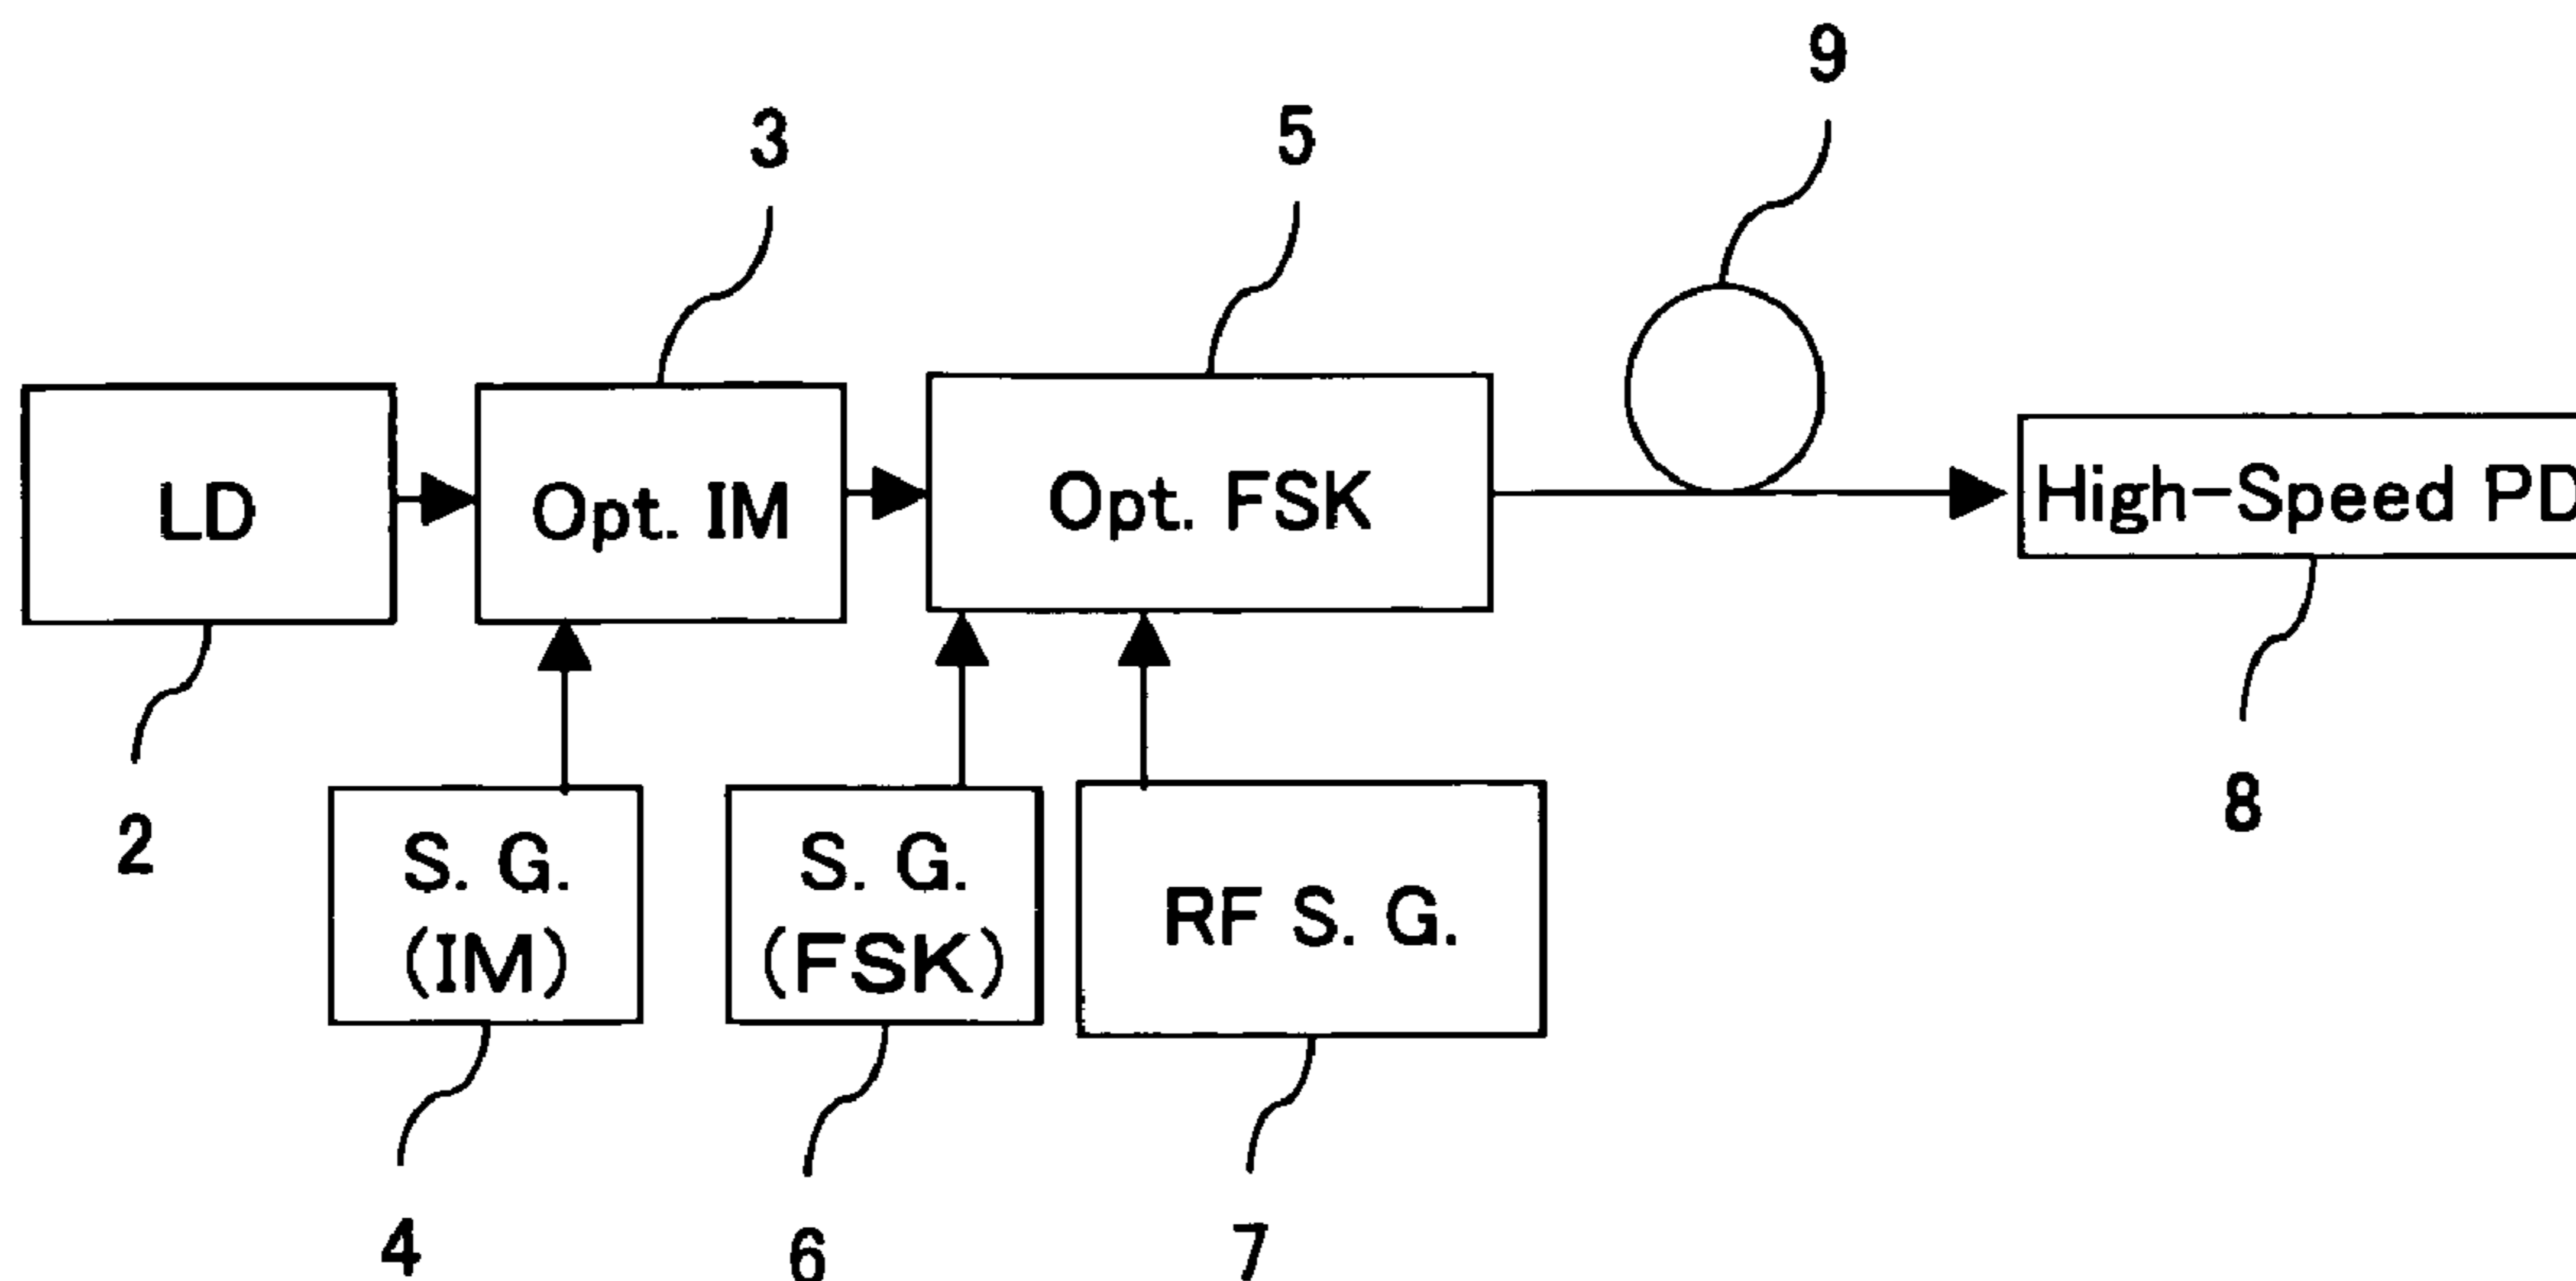 9
3
5
LD
Opt. IM
Opt. FSK
High-Speed PD
2
8
S. G.
(IM)
S. G.
(FSK)
RF S. G.
4
6
7